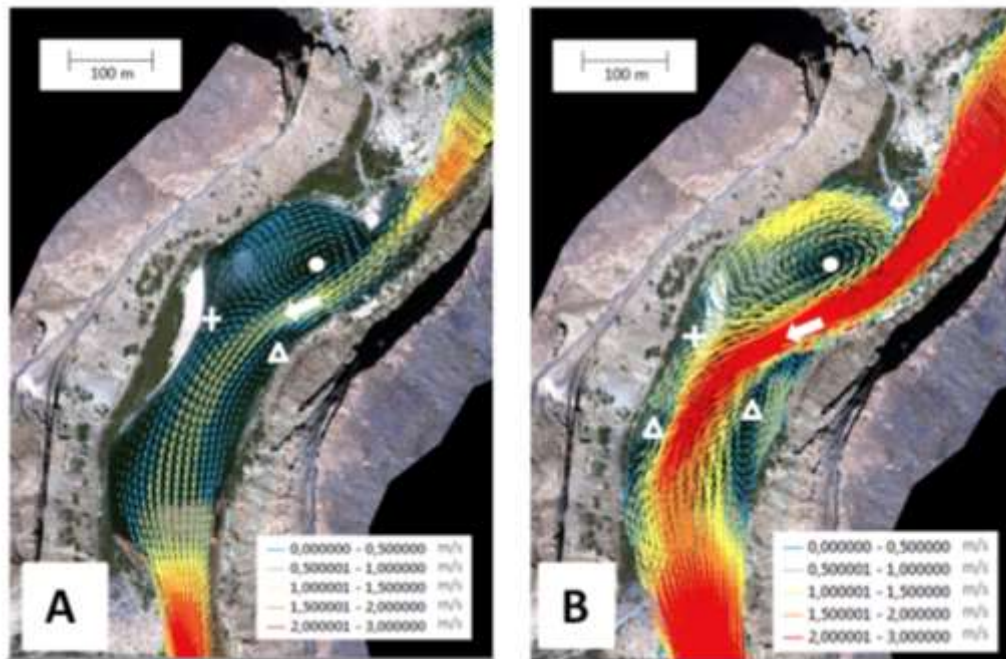 100 m
0,000000 - 0,500000 m/s
0,500001 - 1,000000 m/s
1,000001 - 1,500000 m/s
1,500001 - 2,000000 m/s
2,000001 - 3,000000 m/s
A
100 m
0,000000 - 0,500000 m/s
0,500001 - 1,000000 m/s
1,000001 - 1,500000 m/s
1,500001 - 2,000000 m/s
2,000001 - 3,000000 m/s
B